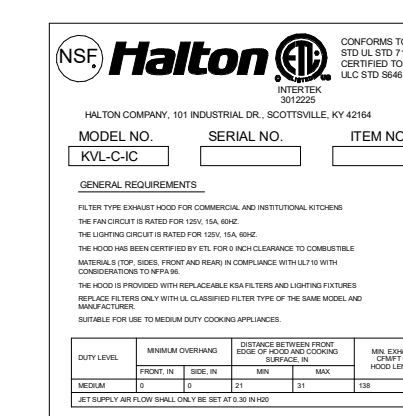 NSF
Halton
ETL
LISTED
US
CONFORMS TO
STD UL STD 71
CERTIFIED TO
ULC STD S646
INTERTEK
3012225
HALTON COMPANY, 101 INDUSTRIAL DR., SCOTTSVILLE, KY 42164
MODEL NO. SERIAL NO. ITEM NO
KVL-C-IC
GENERAL REQUIREMENTS
FILTER TYPE EXHAUST HOOD FOR COMMERCIAL AND INSTITUTIONAL KITCHENS
THE FAN CIRCUIT IS RATED FOR 125V, 15A, 60HZ.
THE LIGHTING CIRCUIT IS RATED FOR 125V, 15A, 60HZ.
THE HOOD HAS BEEN CERTIFIED BY ETL FOR 0 INCH CLEARANCE TO COMBUSTIBLE
MATERIALS (TOP, SIDES, FRONT AND REAR) IN COMPLIANCE WITH UL710 WITH
CONSIDERATIONS TO NFPA 96.
THE HOOD IS PROVIDED WITH REPLACEABLE KSA FILTERS AND LIGHTING FIXTURES
REPLACE FILTERS ONLY WITH UL CLASSIFIED FILTER TYPE OF THE SAME MODEL AND
MANUFACTURER.
SUITABLE FOR USE TO MEDIUM DUTY COOKING APPLIANCES.
DUTY LEVEL
MINIMUM OVERHANG
DISTANCE BETWEEN FRONT
EDGE OF HOOD AND COOKING
SURFACE, IN
MIN. EXHA
CFM/FT
HOOD LEN
FRONT, IN SIDE, IN MIN MAX
MEDIUM 0 0 21 31 138
JET SUPPLY AIR FLOW SHALL ONLY BE SET AT 0.30 IN H20